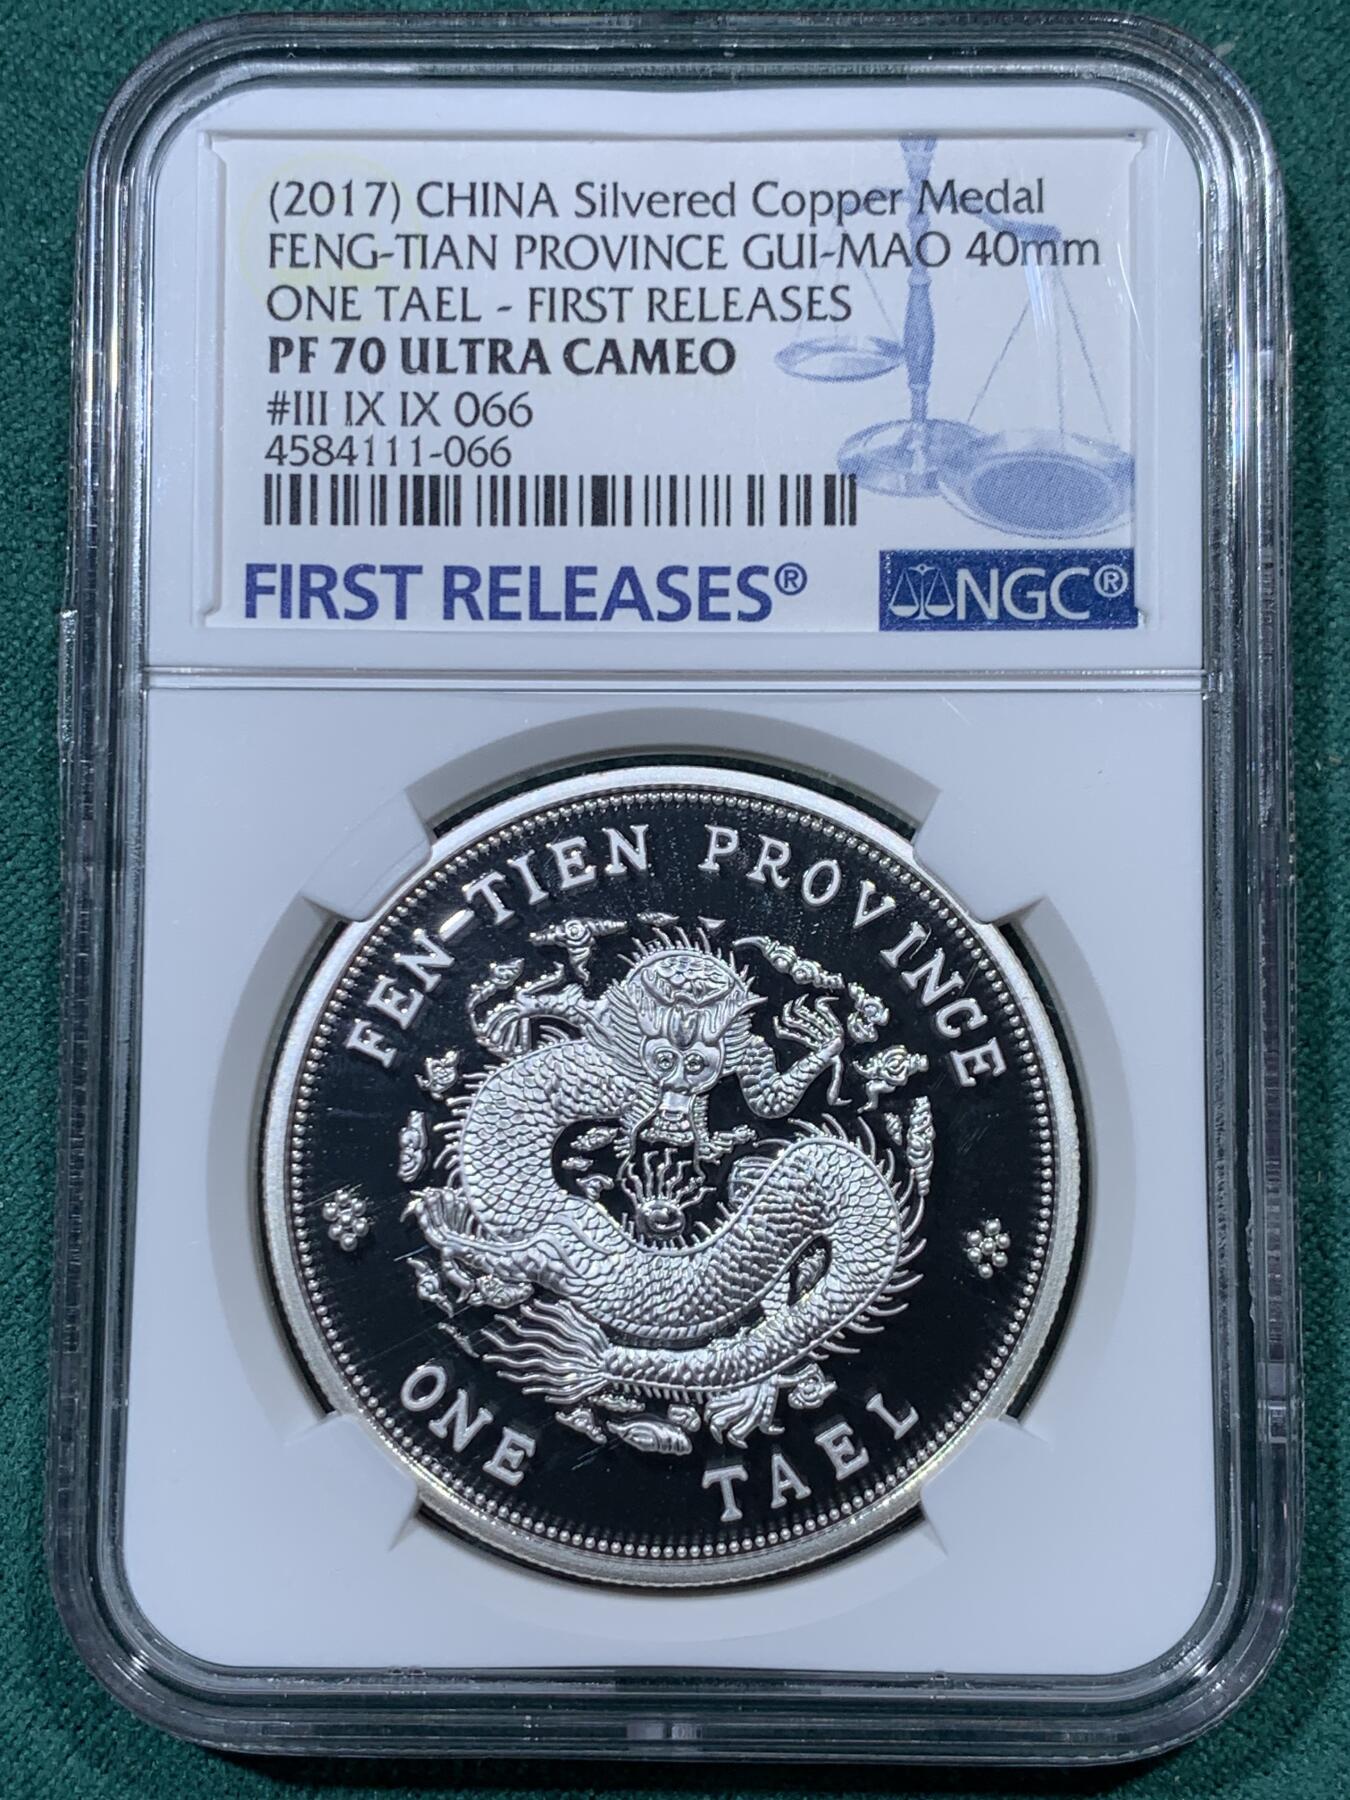 (2017) CHINA Silvered Copper Medal
FENG-TIAN PROVINCE GUI-MAO 40mm
ONE TAEL - FIRST RELEASES
PF 70 ULTRA CAMEO
#III IX IX 066
4584111-066
FIRST RELEASES®
NGC®
FEN-TIEN PROVINCE
ONE TAEL